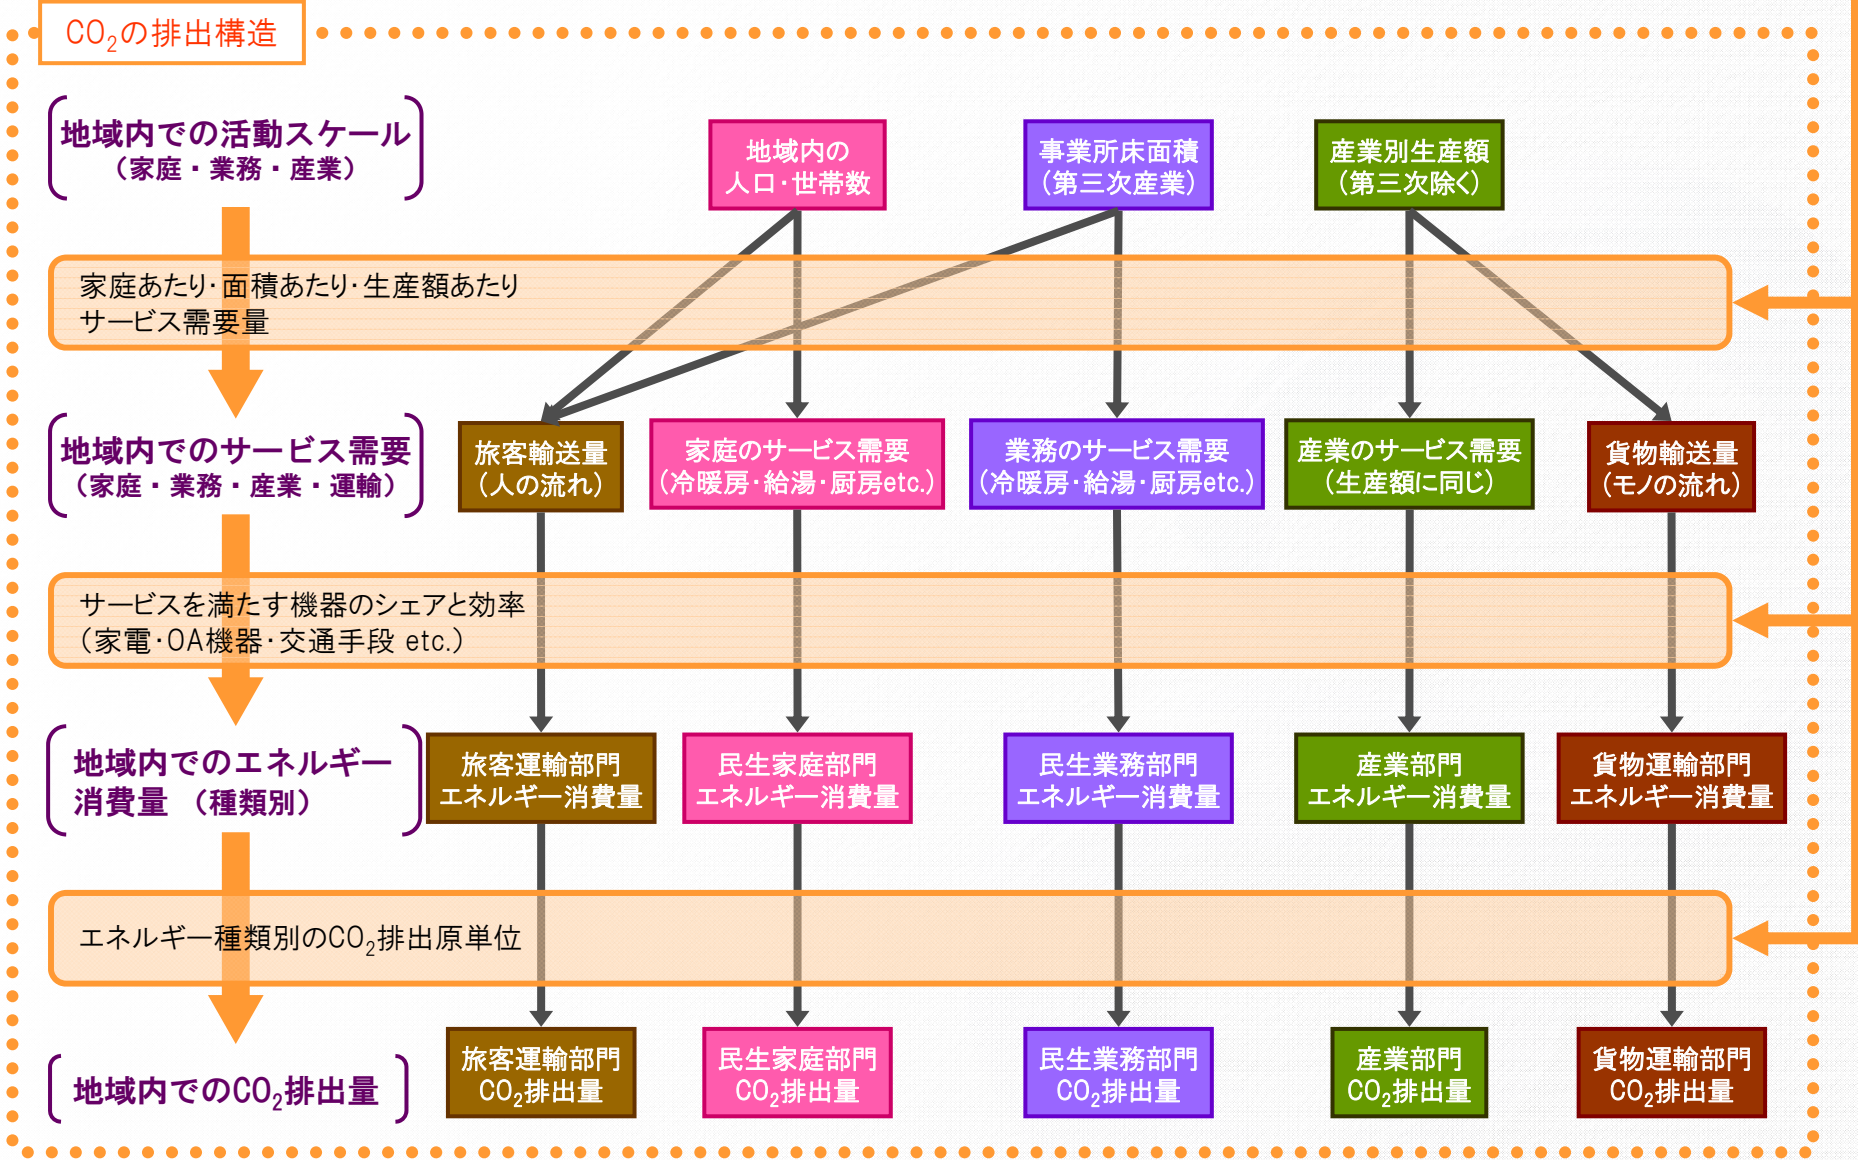 CO₂の排出構造
地域内での活動スケール
（家庭・業務・産業）
地域内の
人口・世帯数
事業所床面積
（第三次産業）
産業別生産額
（第三次除く）
家庭あたり・面積あたり・生産額あたり
サービス需要量
地域内でのサービス需要
（家庭・業務・産業・運輸）
旅客輸送量
（人の流れ）
家庭のサービス需要
（冷暖房・給湯・厨房etc.）
業務のサービス需要
（冷暖房・給湯・厨房etc.）
産業のサービス需要
（生産額に同じ）
貨物輸送量
（モノの流れ）
サービスを満たす機器のシェアと効率
（家電・OA機器・交通手段 etc.）
地域内でのエネルギー
消費量 （種類別）
旅客運輸部門
エネルギー消費量
民生家庭部門
エネルギー消費量
民生業務部門
エネルギー消費量
産業部門
エネルギー消費量
貨物運輸部門
エネルギー消費量
エネルギー種類別のCO₂排出原単位
地域内でのCO₂排出量
旅客運輸部門
CO₂排出量
民生家庭部門
CO₂排出量
民生業務部門
CO₂排出量
産業部門
CO₂排出量
貨物運輸部門
CO₂排出量